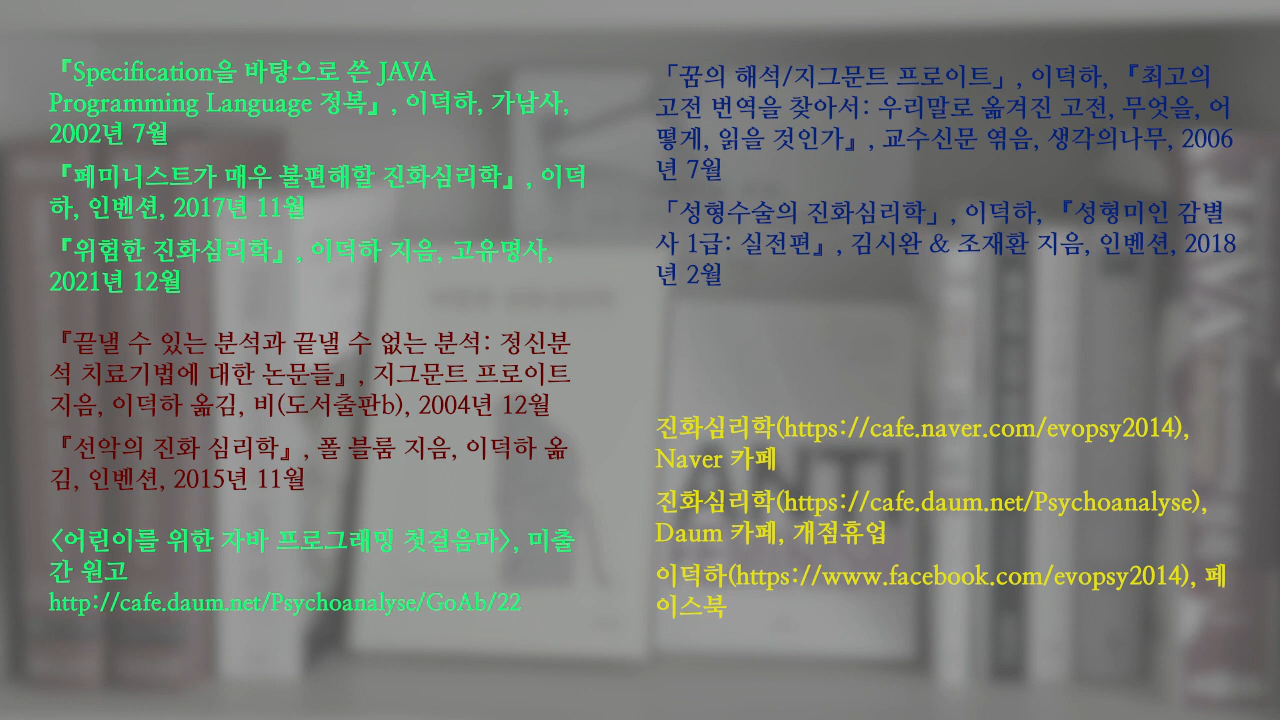 『Specification을 바탕으로 쓴 JAVA
Programming Language 정복』, 이덕하, 가남사,
2002년 7월
『페미니스트가 매우 불편해할 진화심리학』, 이덕
하, 인벤션, 2017년 11월
『위험한 진화심리학』, 이덕하 지음, 고유명사,
2021년 12월
『끝낼 수 있는 분석과 끝낼 수 없는 분석: 정신분
석 치료기법에 대한 논문들』, 지그문트 프로이트
지음, 이덕하 옮김, 비(도서출판b), 2004년 12월
『선악의 진화 심리학』, 폴 블룸 지음, 이덕하 옮
김, 인벤션, 2015년 11월
〈어린이를 위한 자바 프로그래밍 첫걸음마〉, 미출
간 원고
http://cafe.daum.net/Psychoanalyse/GoAb/22
「꿈의 해석/지그문트 프로이트」, 이덕하, 『최고의
고전 번역을 찾아서: 우리말로 옮겨진 고전, 무엇을, 어
떻게, 읽을 것인가』, 교수신문 엮음, 생각의나무, 2006
년 7월
「성형수술의 진화심리학」, 이덕하, 『성형미인 감별
사 1급: 실전편』, 김시완 & 조재환 지음, 인벤션, 2018
년 2월
진화심리학(https://cafe.naver.com/evopsy2014),
Naver 카페
진화심리학(https://cafe.daum.net/Psychoanalyse),
Daum 카페, 개점휴업
이덕하(https://www.facebook.com/evopsy2014), 페
이스북